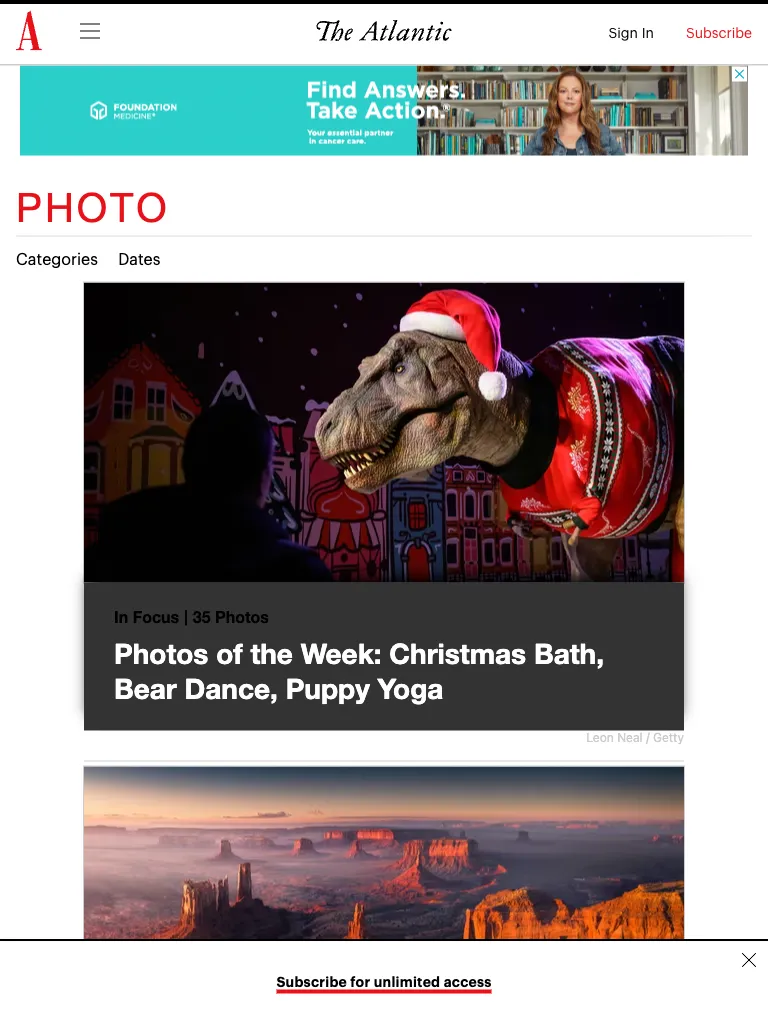 A
The Atlantic
Sign In
Subscribe
FOUNDATION
MEDICINE®
Find Answers.
Take Action.®
Your essential partner
in cancer care.
PHOTO
Categories
Dates
In Focus | 35 Photos
Photos of the Week: Christmas Bath,
Bear Dance, Puppy Yoga
Leon Neal / Getty
Subscribe for unlimited access